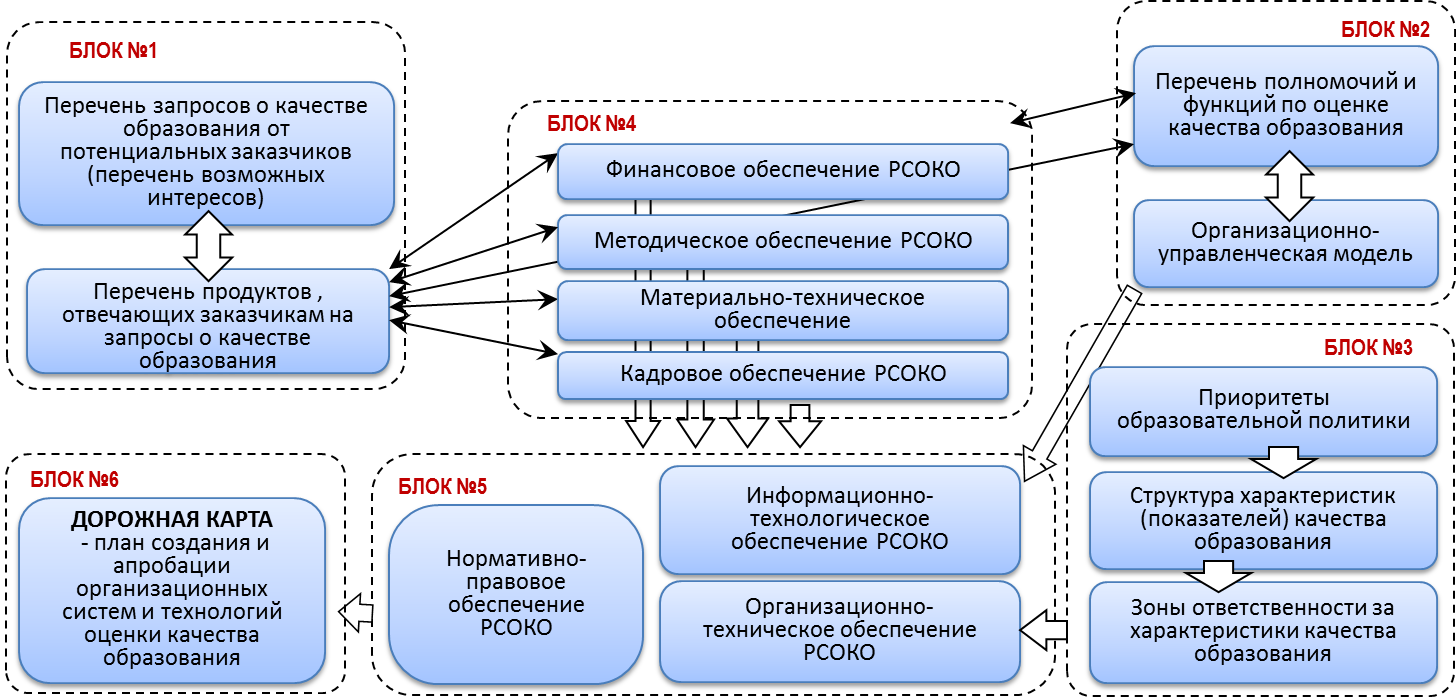 БЛОК №1
Перечень запросов о качестве
образования от
потенциальных заказчиков
(перечень возможных
интересов)
Перечень продуктов ,
отвечающих заказчикам на
запросы о качестве
образования
БЛОК №4
Финансовое обеспечение РСОКО
Методическое обеспечение РСОКО
Материально-техническое
обеспечение
Кадровое обеспечение РСОКО
БЛОК №2
Перечень полномочий и
функций по оценке
качества образования
Организационно-
управленческая модель
БЛОК №3
Приоритеты
образовательной политики
Структура характеристик
(показателей) качества
образования
Зоны ответственности за
характеристики качества
образования
БЛОК №5
Нормативно-
правовое
обеспечение
РСОКО
Информационно-
технологическое
обеспечение РСОКО
Организационно-
техническое обеспечение
РСОКО
БЛОК №6
ДОРОЖНАЯ КАРТА
- план создания и
апробации
организационных
систем и технологий
оценки качества
образования